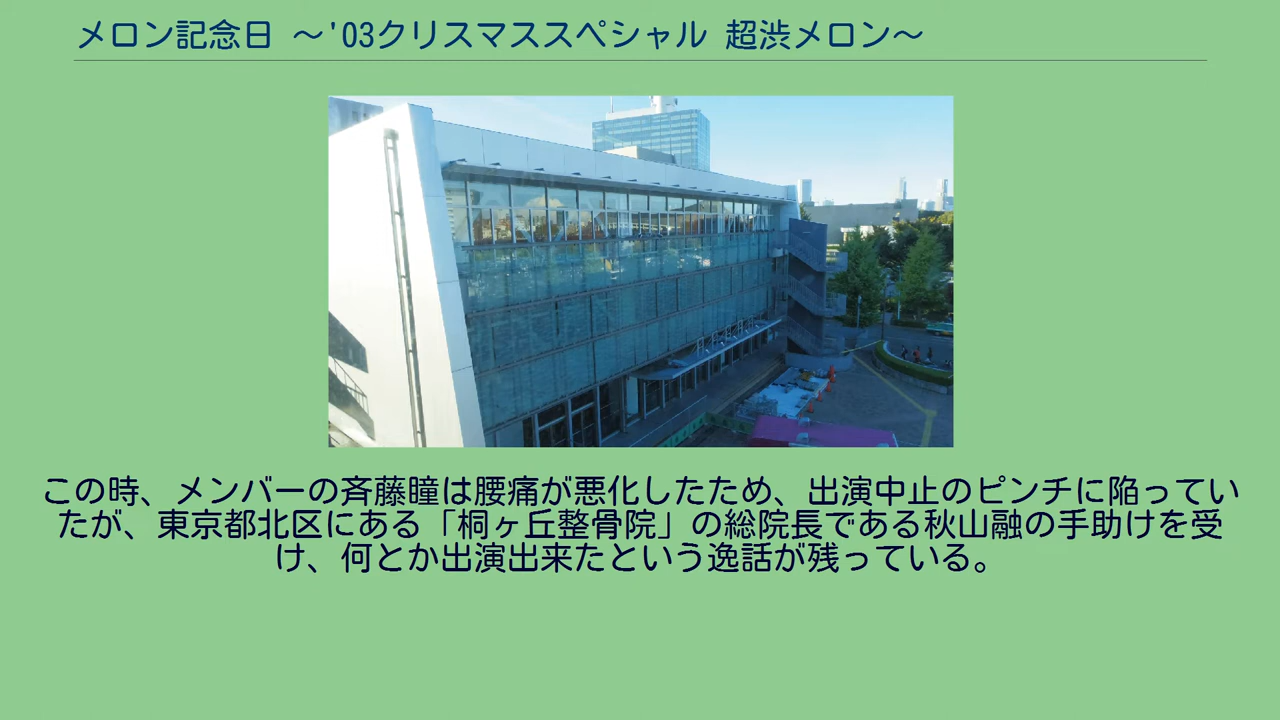 メロン記念日 ～'03クリスマススペシャル 超渋メロン～
この時、メンバーの斉藤瞳は腰痛が悪化したため、出演中止のピンチに陥ってい
たが、東京都北区にある「桐ヶ丘整骨院」の総院長である秋山融の手助けを受
け、何とか出演出来たという逸話が残っている。